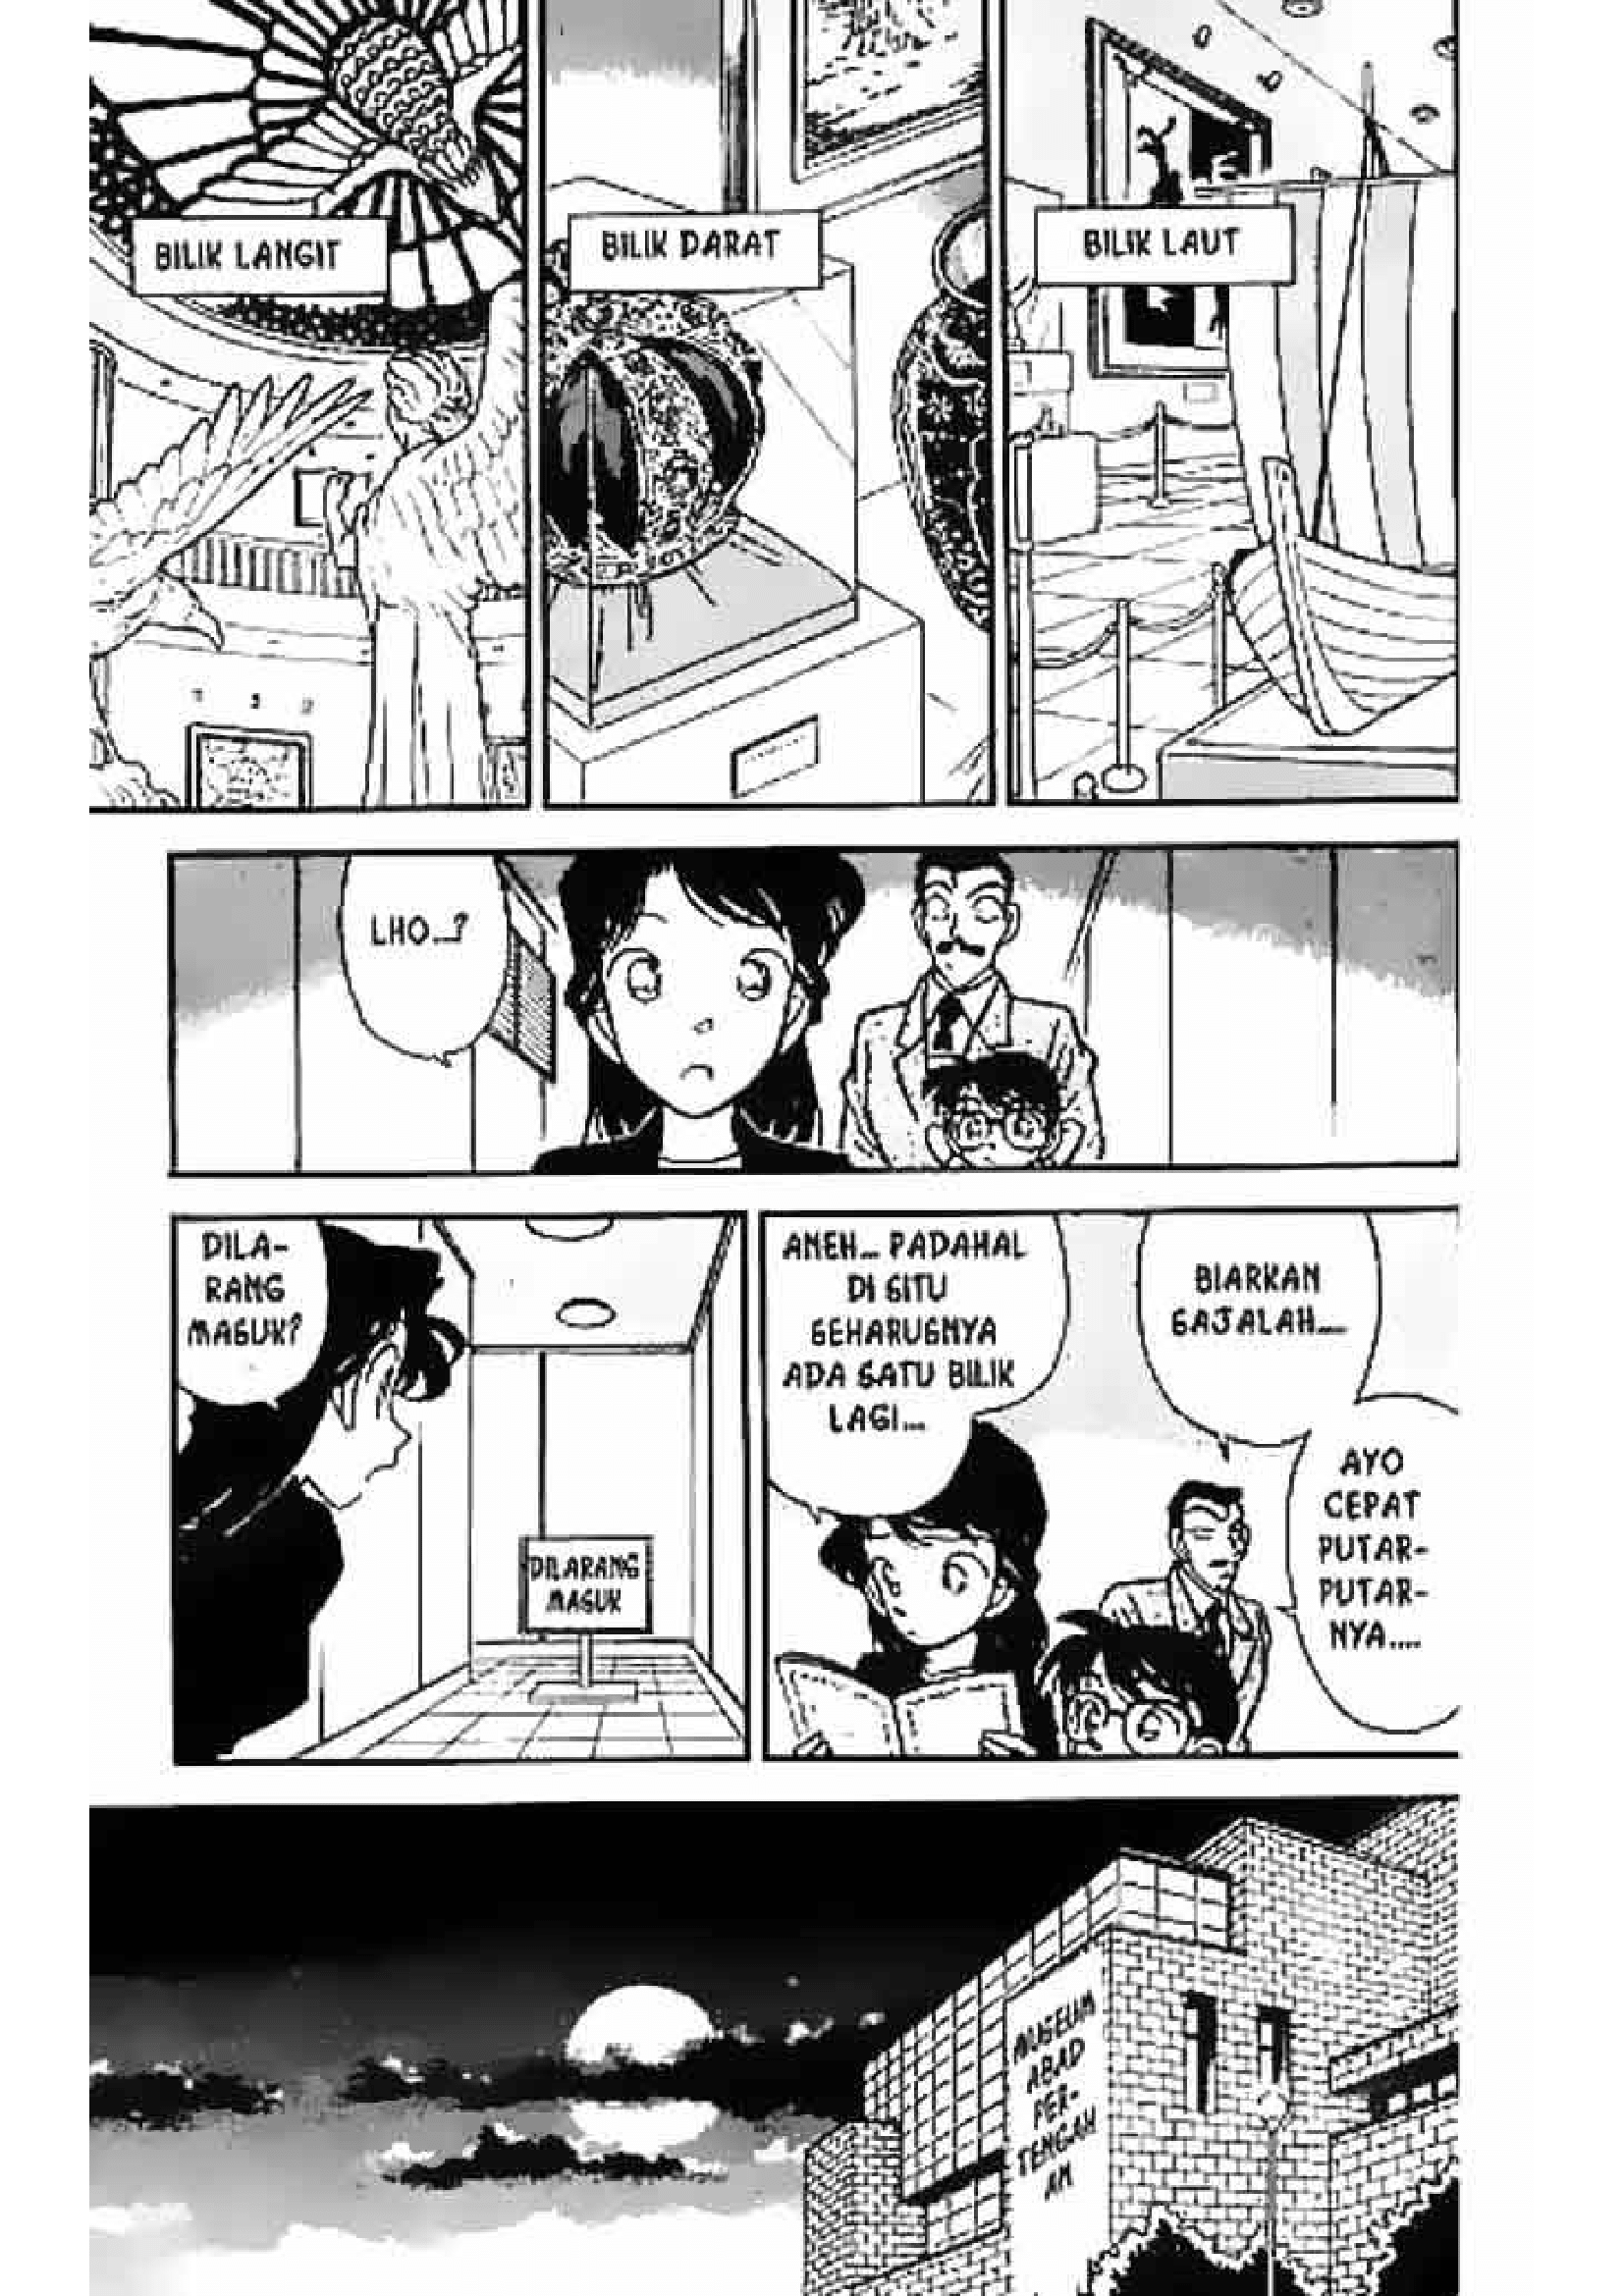 BILIK LANGIT
BILIK DARAT
BILIK LAUT
LHO...?
DILA-
RANG
MASUK?
DILARANG
MASUK
ANEH... PADAHAL
DI SITU
SEHARUSNYA
ADA SATU BILIK
LAGI...
BIARKAN
SAJALAH....
AYO
CEPAT
PUTAR-
PUTAR-
NYA....
MUSEUM
ABAD
PER-
TENGAH
AN